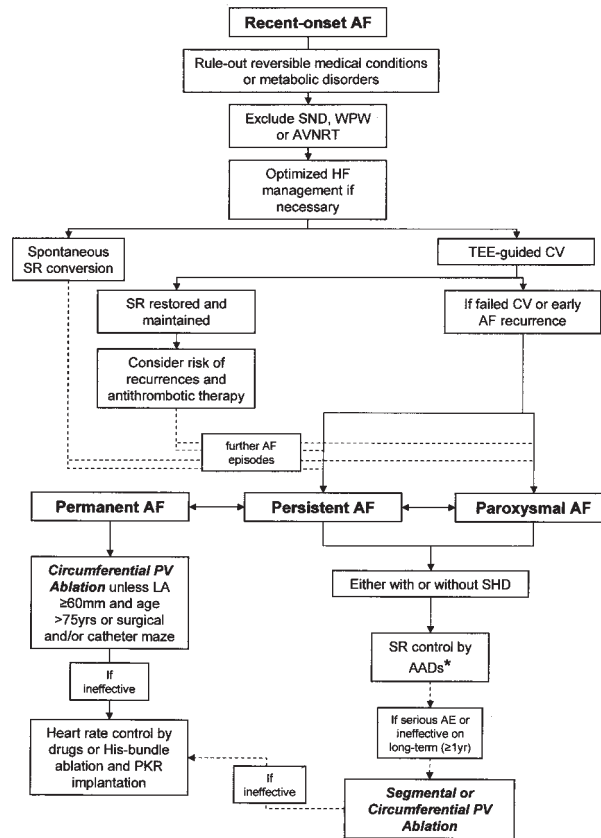 Recent-onset AF
Rule-out reversible medical conditions
or metabolic disorders
Exclude SND, WPW
or AVNRT
Optimized HF
management if
necessary
Spontaneous
SR conversion
TEE-guided CV
SR restored and
maintained
If failed CV or early
AF recurrence
Consider risk of
recurrences and
antithrombotic therapy
further AF
episodes
Permanent AF
Persistent AF
Paroxysmal AF
Circumferential PV
Ablation unless LA
≥60mm and age
>75yrs or surgical
and/or catheter maze
Either with or without SHD
SR control by
AADs*
If
ineffective
If serious AE or
ineffective on
long-term (≥1yr)
Heart rate control by
drugs or His-bundle
ablation and PKR
implantation
If
ineffective
Segmental or
Circumferential PV
Ablation